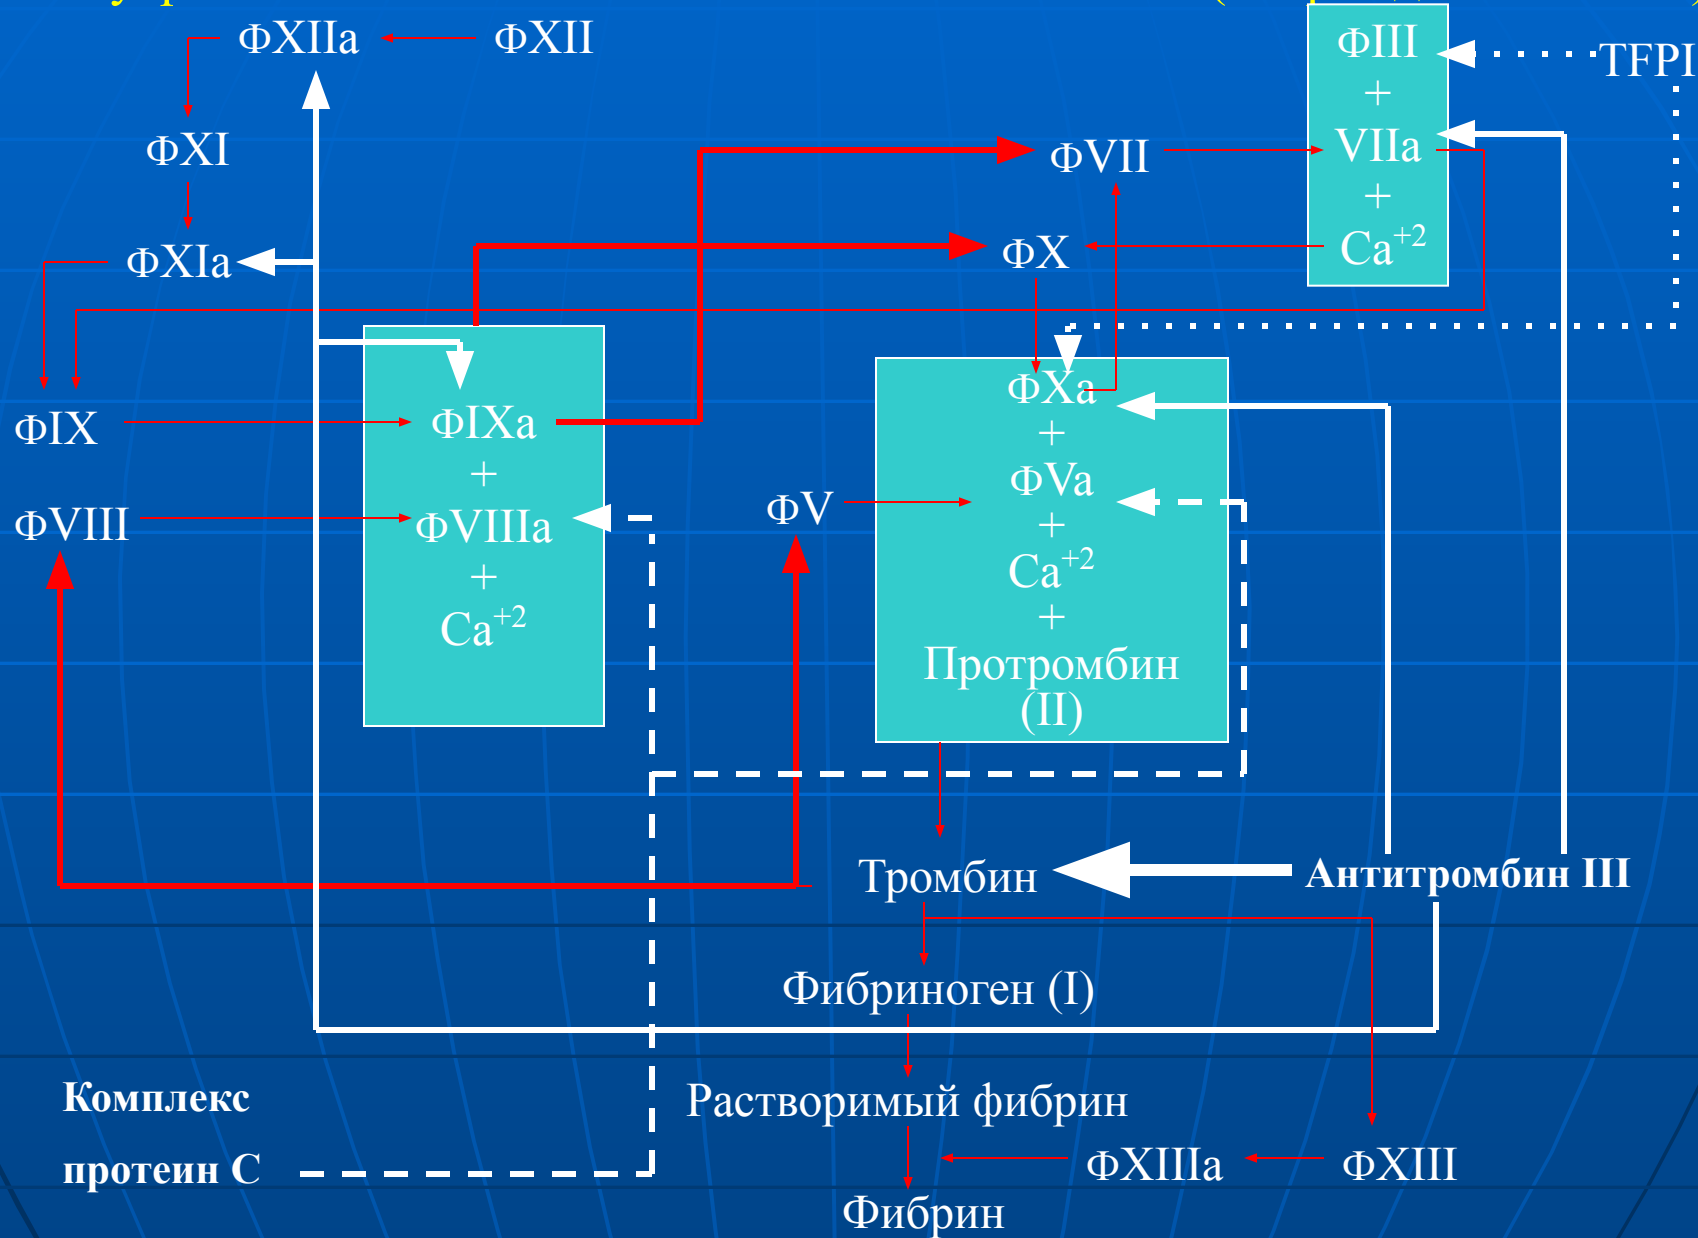 ФXIIa
ФXII
ФIII
+
VIIa
+
Ca+2
TFPI
ФXI
ФVII
ФXIa
ФX
ФIX
ФVIII
ФIXa
+
ФVIIIa
+
Ca+2
ФV
ФXa
+
ФVa
+
Ca+2
+
Протромбин
(II)
Тромбин
Антитромбин III
Фибриноген (I)
Комплекс
протеин С
Растворимый фибрин
ФXIIIa
ФXIII
Фибрин